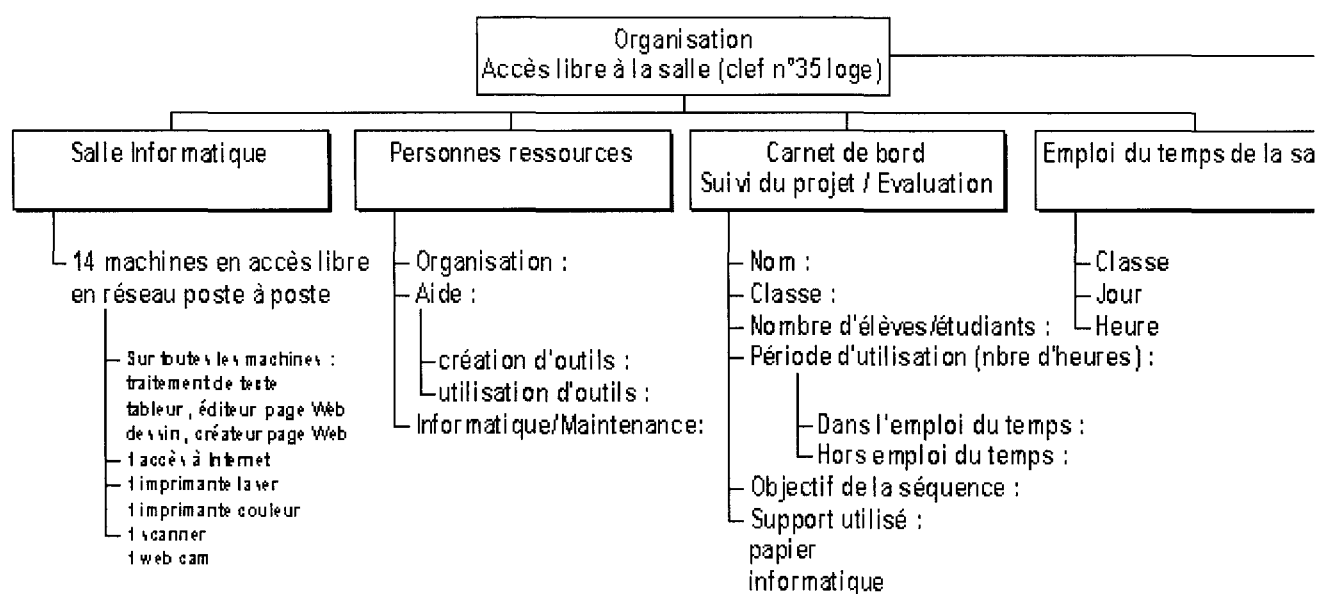 Organisation
Accès libre à la salle (clef n°35 loge)
Salle Informatique
Personnes ressources
Carnet de bord
Suivi du projet / Evaluation
Emploi du temps de la sa
14 machines en accès libre
en réseau poste à poste
Sur toutes les machines :
traitement de texte
tableur, éditeur page Web
dessin, créateur page Web
1 accès à Internet
1 imprimante laser
1 imprimante couleur
1 scanner
1 web cam
Organisation :
Aide :
création d'outils :
utilisation d'outils :
Informatique/Maintenance:
Nom :
Classe :
Nombre d'élèves/étudiants :
Période d'utilisation (nbre d'heures) :
Dans l'emploi du temps :
Hors emploi du temps :
Objectif de la séquence :
Support utilisé :
papier
informatique
Classe
Jour
Heure